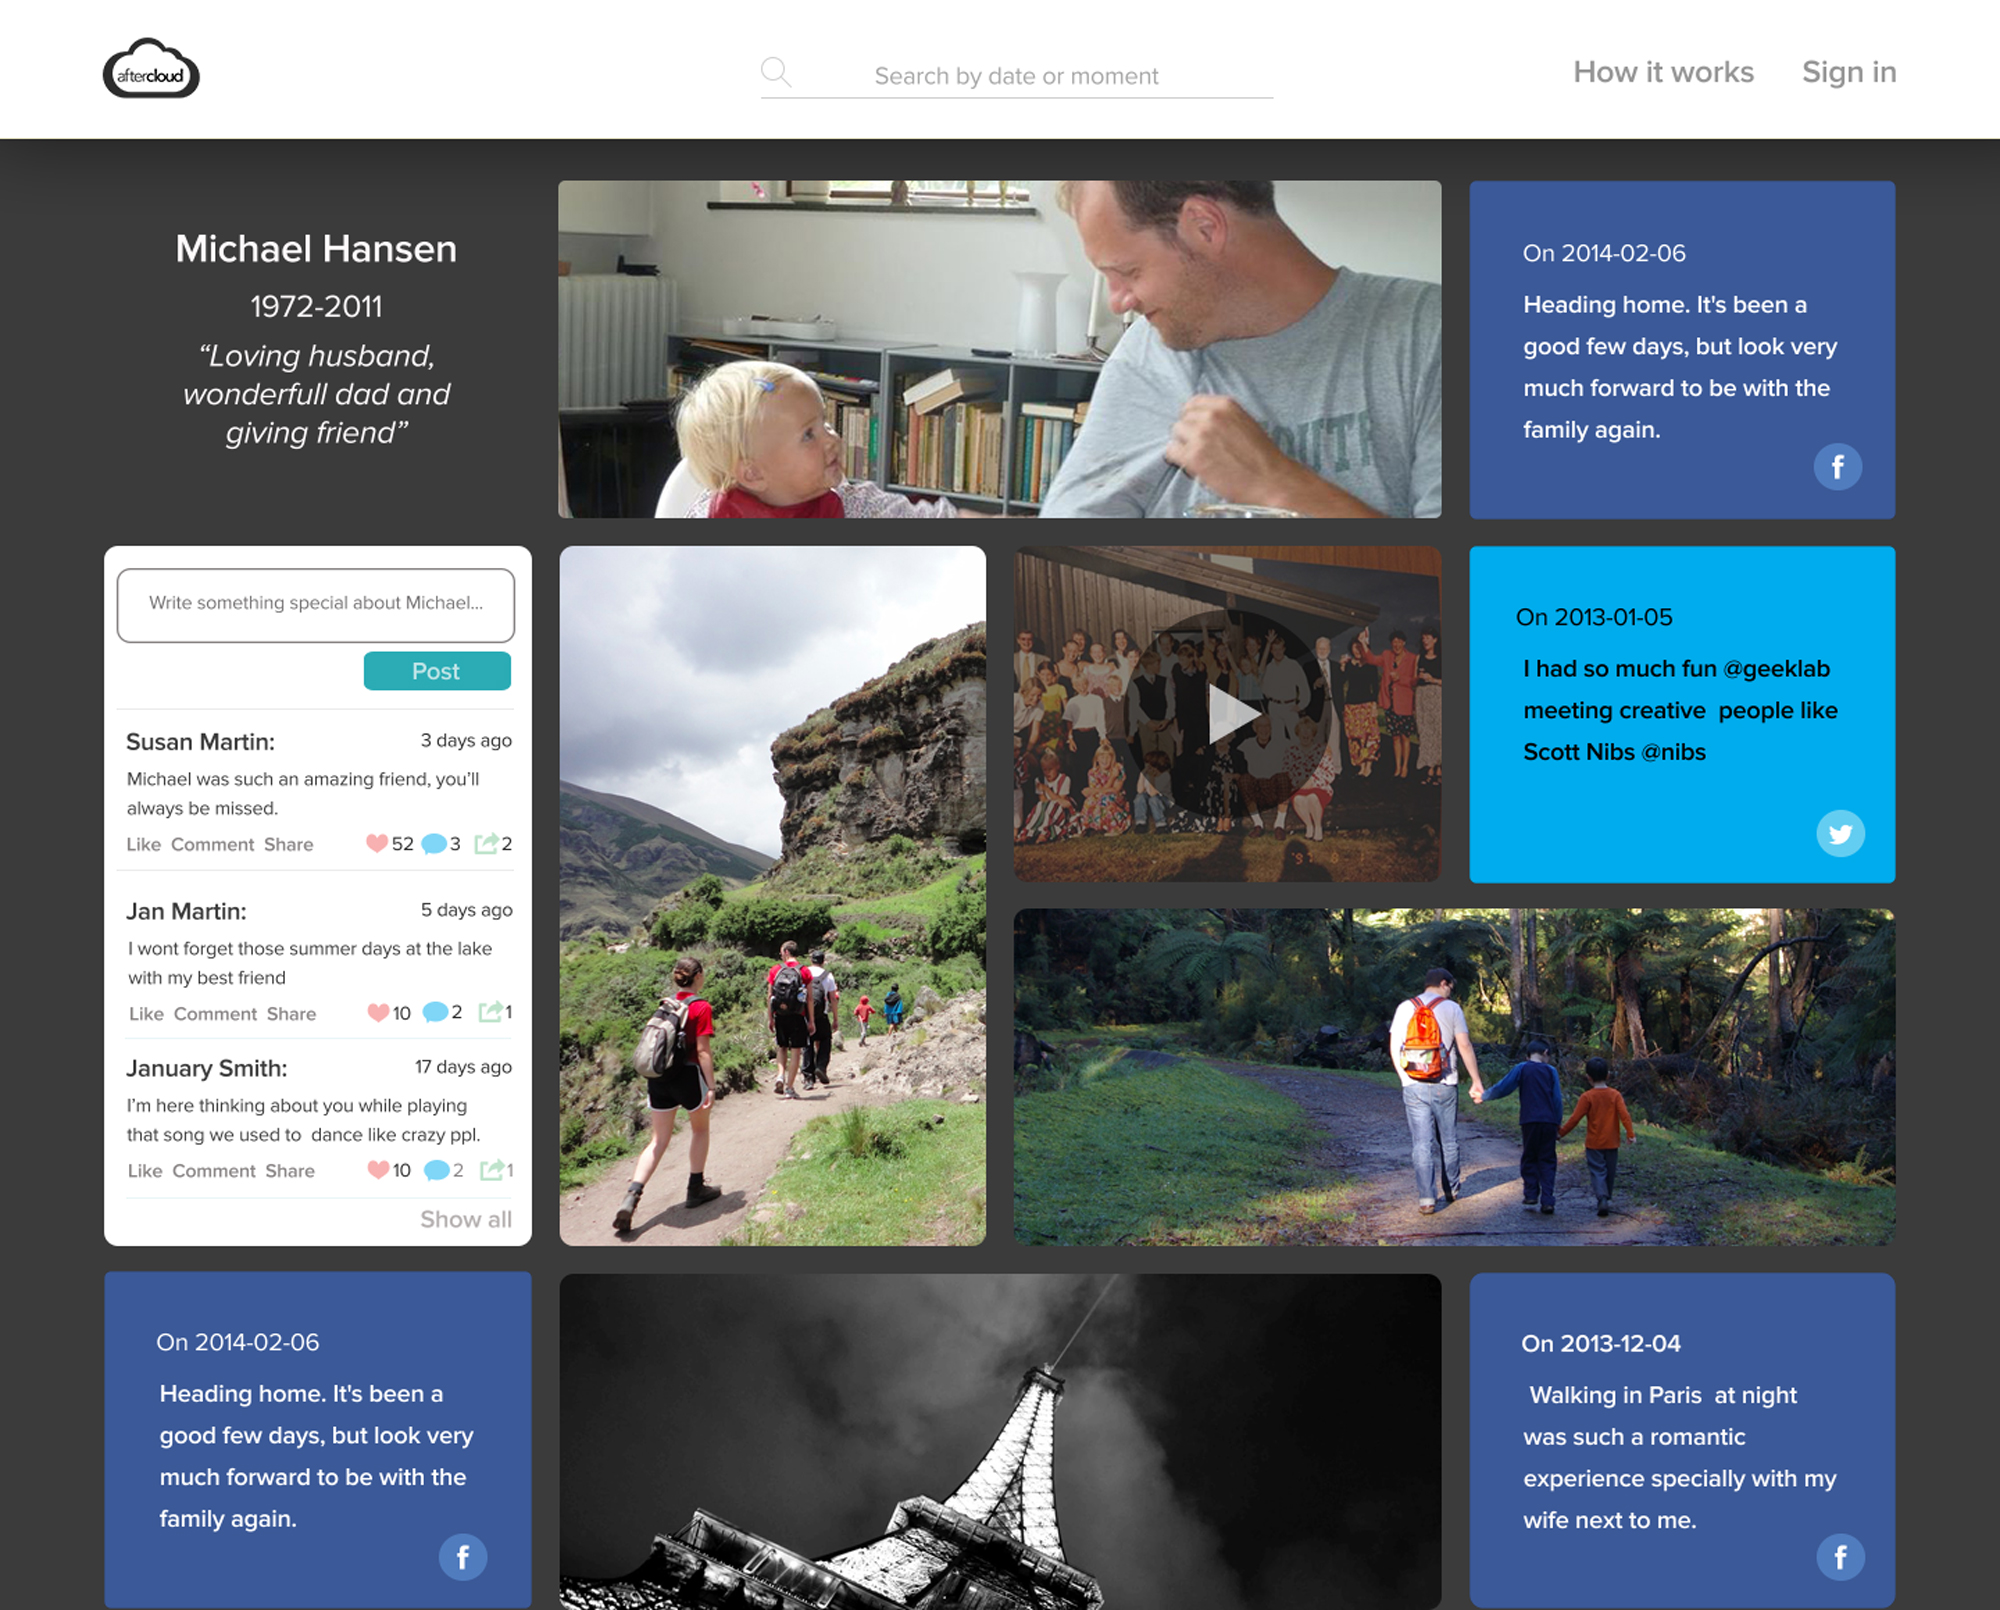 aftercloud
Search by date or moment
How it works
Sign in
Michael Hansen
1972-2011
“Loving husband,
wonderfull dad and
giving friend”
On 2014-02-06
Heading home. It's been a
good few days, but look very
much forward to be with the
family again.
f
Write something special about Michael...
Post
Susan Martin: 3 days ago
Michael was such an amazing friend, you'll
always be missed.
Like Comment Share 52 3 2
Jan Martin: 5 days ago
I wont forget those summer days at the lake
with my best friend
Like Comment Share 10 2 1
January Smith: 17 days ago
I'm here thinking about you while playing
that song we used to  dance like crazy ppl.
Like Comment Share 10 2 1
Show all
On 2013-01-05
I had so much fun @geeklab
meeting creative  people like
Scott Nibs @nibs
On 2014-02-06
Heading home. It's been a
good few days, but look very
much forward to be with the
family again.
f
On 2013-12-04
Walking in Paris  at night
was such a romantic
experience specially with my
wife next to me.
f